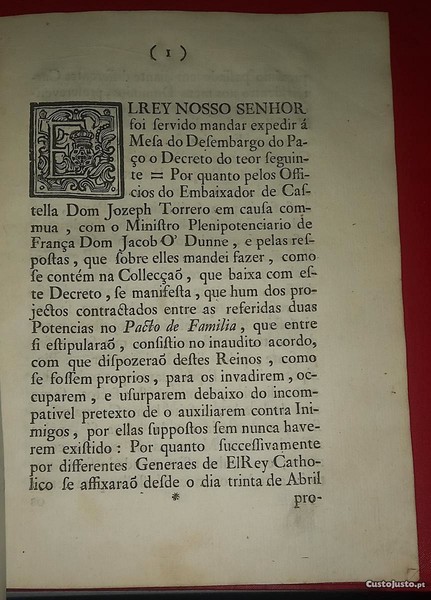 ( 1 )
ELREY NOSSO SENHOR
foi ſervido mandar expedir á
Meſa do Deſembargo do Pa-
ço o Decreto do teor ſeguin-
te = Por quanto pelos Offi-
cios do Embaixador de Caſ-
tella Dom Jozeph Torrero em cauſa com-
mua , com o Miniſtro Plenipotenciario de
França Dom Jacob O' Dunne , e pelas reſ-
poſtas , que ſobre elles mandei fazer , como
ſe contém na Collecçaõ , que baixa com eſ-
te Decreto , ſe manifeſta , que hum dos pro-
jectos contractados entre as referidas duas
Potencias no Pacto de Familia , que entre
ſi eſtipularaõ , conſiſtio no inaudito acordo,
com que diſpozeraõ deſtes Reinos , como
ſe foſſem proprios , para os invadirem , oc-
cuparem , e uſurparem debaixo do incom-
pativel pretexto de o auxiliarem contra Ini-
migos , por ellas ſuppoſtos ſem nunca have-
rem exiſtido : Por quanto ſucceſſivamente
por differentes Generaes de ElRey Catho-
lico ſe affixaraõ deſde o dia trinta de Abril
*
pro-
CustoJusto.pt